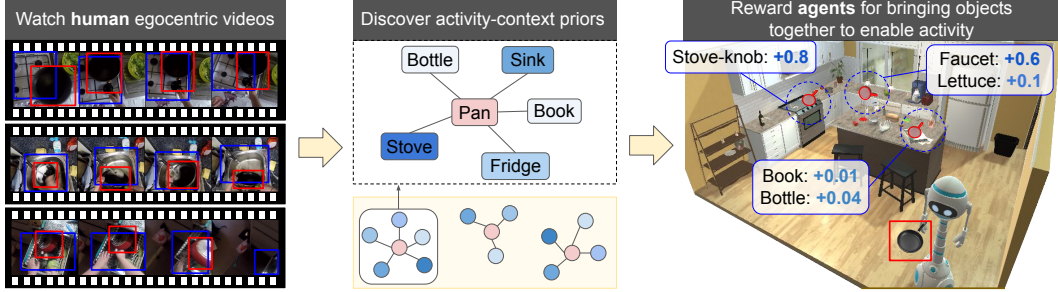 Watch human egocentric videos
Discover activity-context priors
Bottle
Sink
Pan
Book
Stove
Fridge
Reward agents for bringing objects
together to enable activity
Stove-knob: +0.8
Faucet: +0.6
Lettuce: +0.1
Book: +0.01
Bottle: +0.04